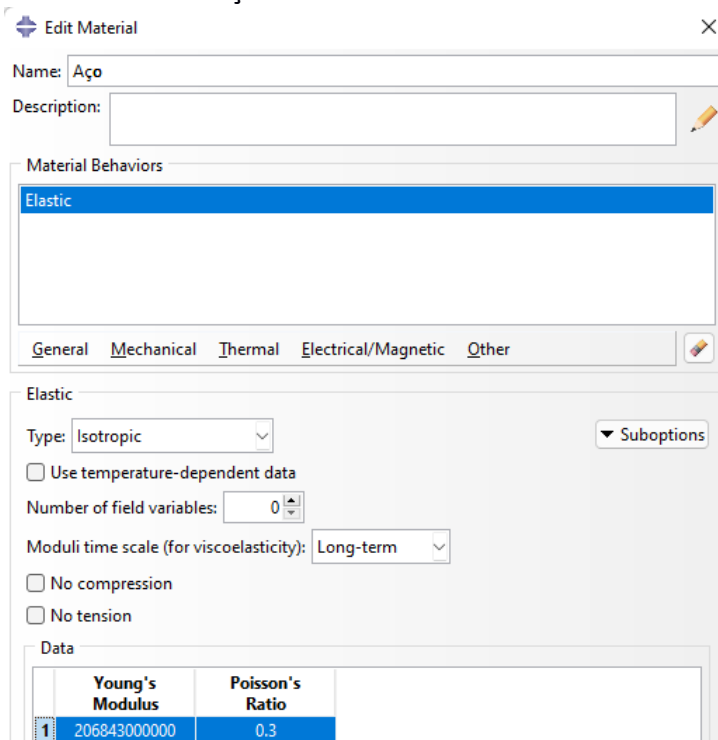 Edit Material
Name: Aço
Description:
Material Behaviors
Elastic
General Mechanical Thermal Electrical/Magnetic Other
Elastic
Type: Isotropic
Suboptions
Use temperature-dependent data
Number of field variables: 0
Moduli time scale (for viscoelasticity): Long-term
No compression
No tension
Data
Young's Modulus Poisson's Ratio
1 206843000000 0.3